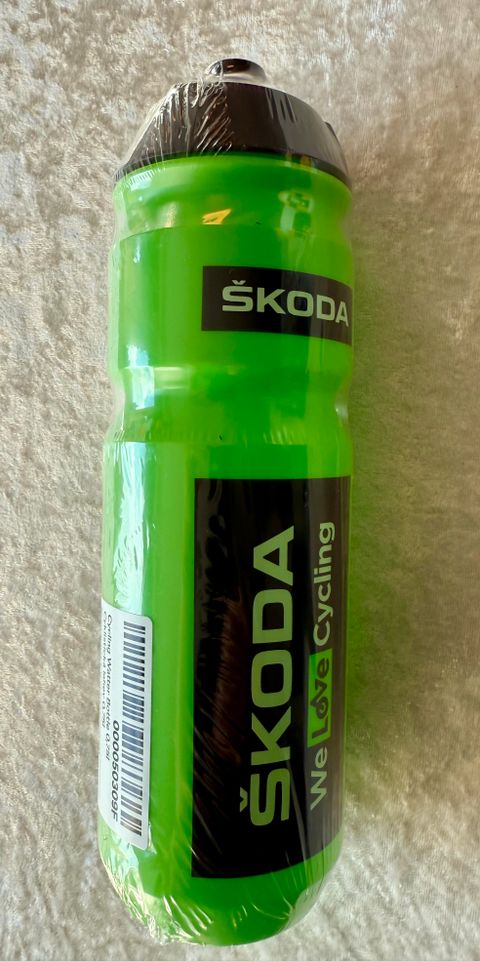 ŠKODA
ŠKODA
We Love Cycling
Cycling Water Bottle 0,75l
000050309F